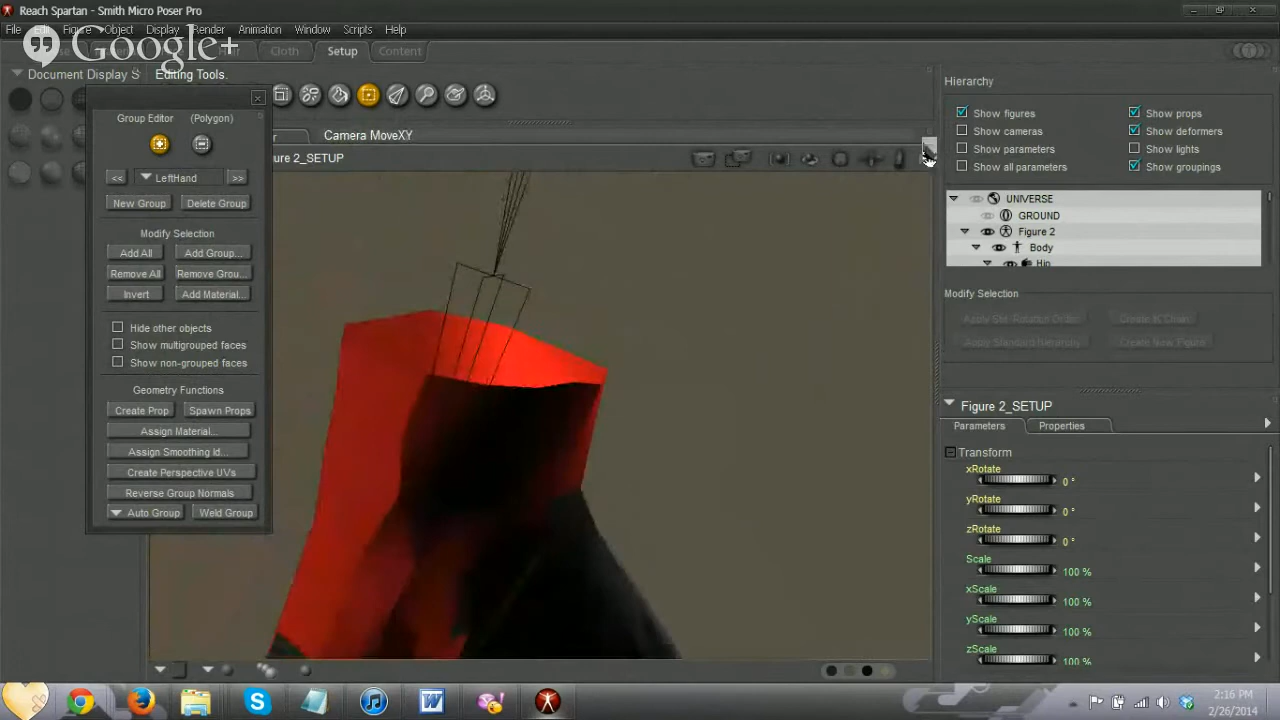 Reach Spartan - Smith Micro Poser Pro
File Edit Figure Object Display Render Animation Window Scripts Help
Google+
Cloth Setup Content
Document Display S Editing Tools.
Group Editor (Polygon)
<< LeftHand >>
New Group Delete Group
Modify Selection
Add All Add Group...
Remove All Remove Grou...
Invert Add Material...
Hide other objects
Show multigrouped faces
Show non-grouped faces
Geometry Functions
Create Prop Spawn Props
Assign Material...
Assign Smoothing Id...
Create Perspective UVs
Reverse Group Normals
Auto Group Weld Group
Camera MoveXY
ure 2_SETUP
Hierarchy
Show figures Show props
Show cameras Show deformers
Show parameters Show lights
Show all parameters Show groupings
UNIVERSE
GROUND
Figure 2
Body
Hip
Modify Selection
Apply Std. Rotation Order Create IK Chain
Apply Standard Hierarchy Create New Figure
Figure 2_SETUP
Parameters Properties
Transform
xRotate
0 °
yRotate
0 °
zRotate
0 °
Scale
100 %
xScale
100 %
yScale
100 %
zScale
100 %
2:16 PM
2/26/2014